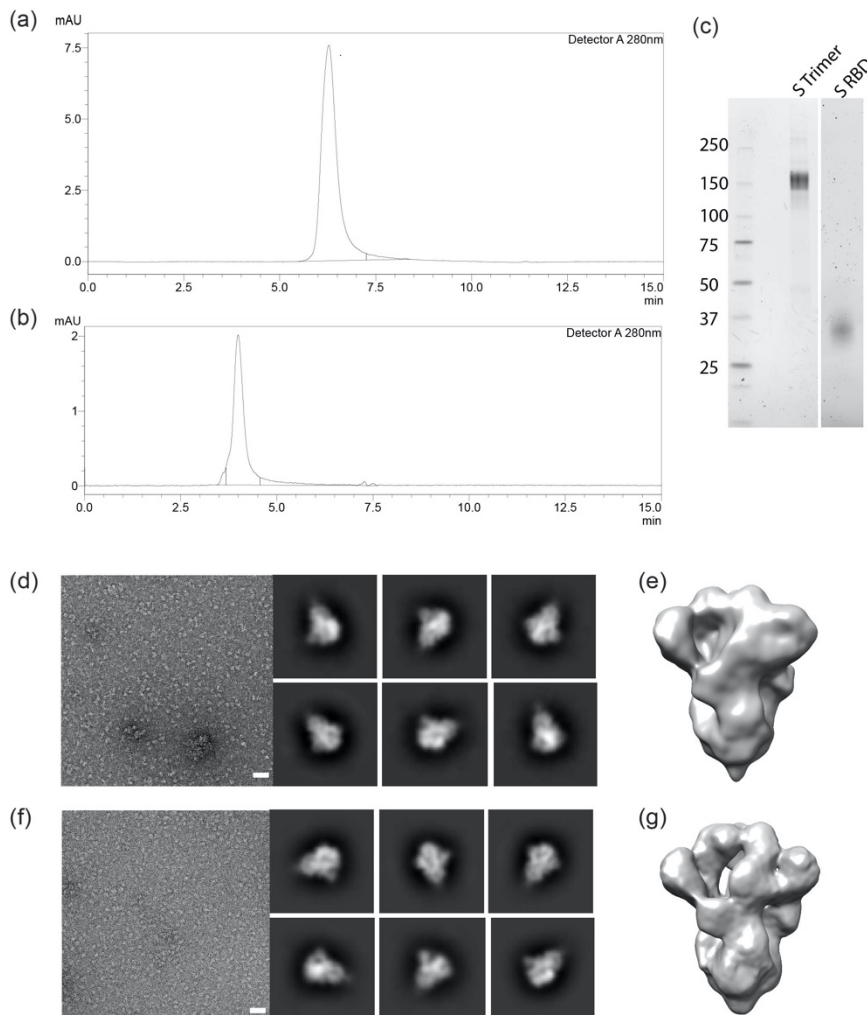 (a)
mAU
Detector A 280nm
7.5
5.0
2.5
0.0
0.0 2.5 5.0 7.5 10.0 12.5 15.0
min
(b)
mAU
Detector A 280nm
2
1
0
0.0 2.5 5.0 7.5 10.0 12.5 15.0
min
(c)
S Trimer
S RBD
250
150
100
75
50
37
25
(d)
(e)
(f)
(g)